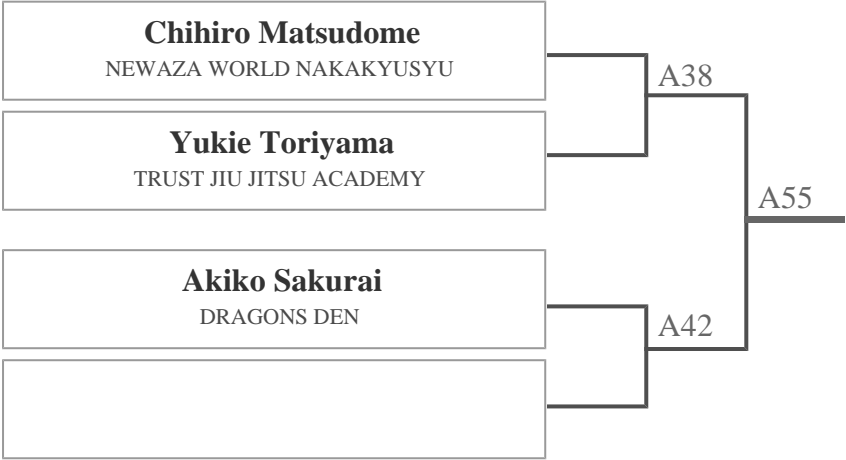 Chihiro Matsudome
NEWAZA WORLD NAKAKYUSYU
A38
Yukie Toriyama
TRUST JIU JITSU ACADEMY
A55
Akiko Sakurai
DRAGONS DEN
A42